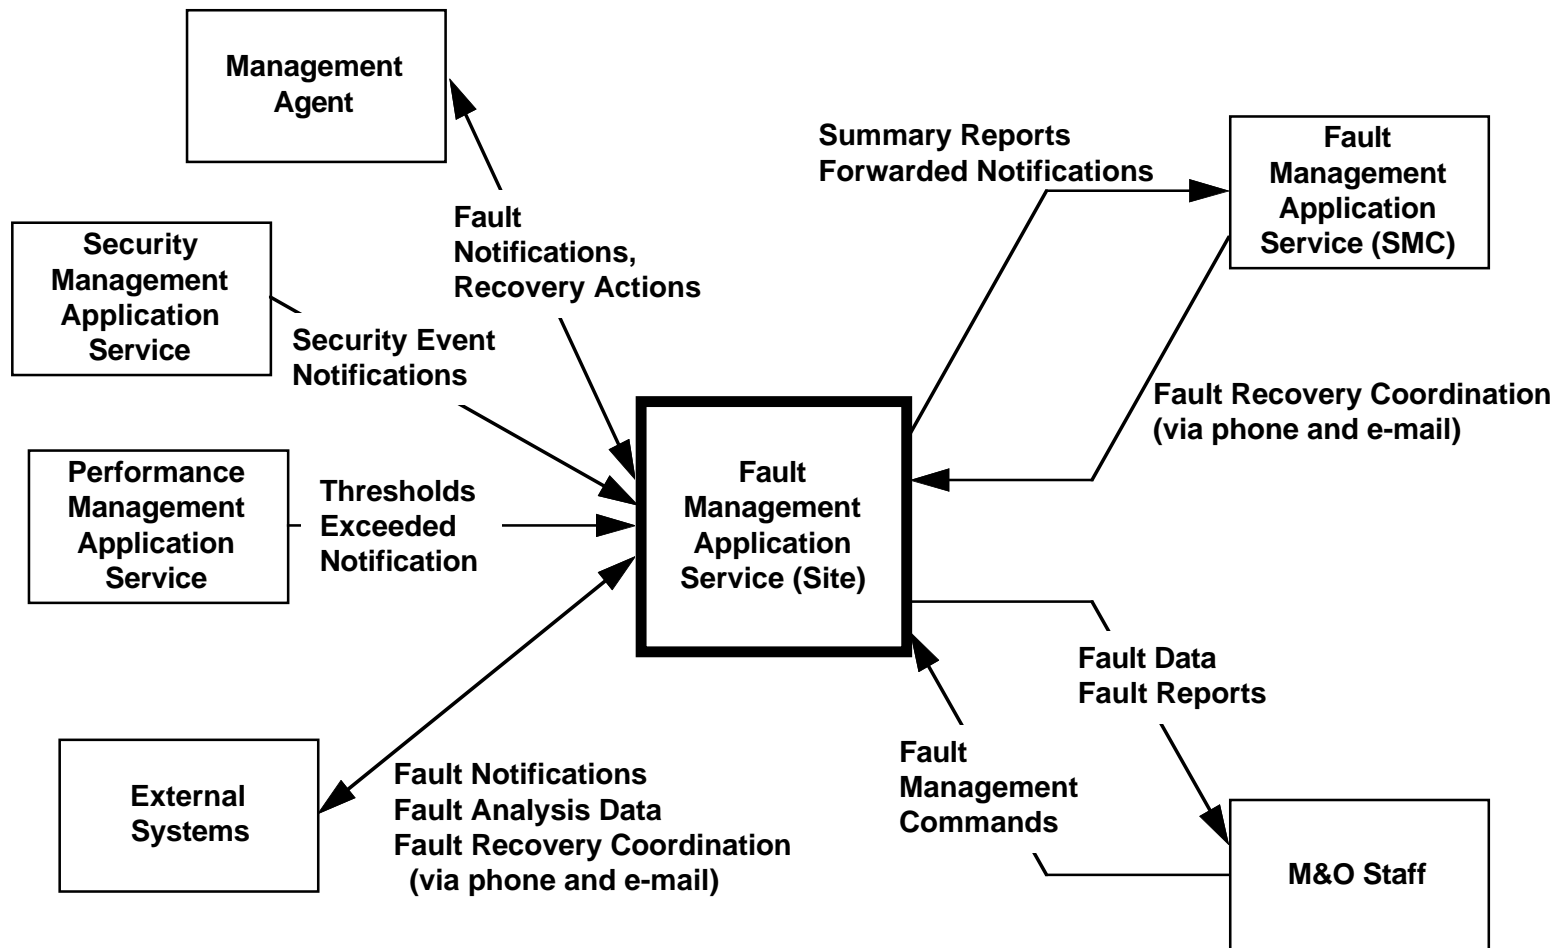 Management
Agent
Summary Reports
Forwarded Notifications
Fault
Management
Application
Service (SMC)
Fault
Notifications,
Recovery Actions
Security
Management
Application
Service
Security Event
Notifications
Fault Recovery Coordination
(via phone and e-mail)
Performance
Management
Application
Service
Thresholds
Exceeded
Notification
Fault
Management
Application
Service (Site)
Fault Data
Fault Reports
Fault
Management
Commands
External
Systems
Fault Notifications
Fault Analysis Data
Fault Recovery Coordination
(via phone and e-mail)
M&O Staff